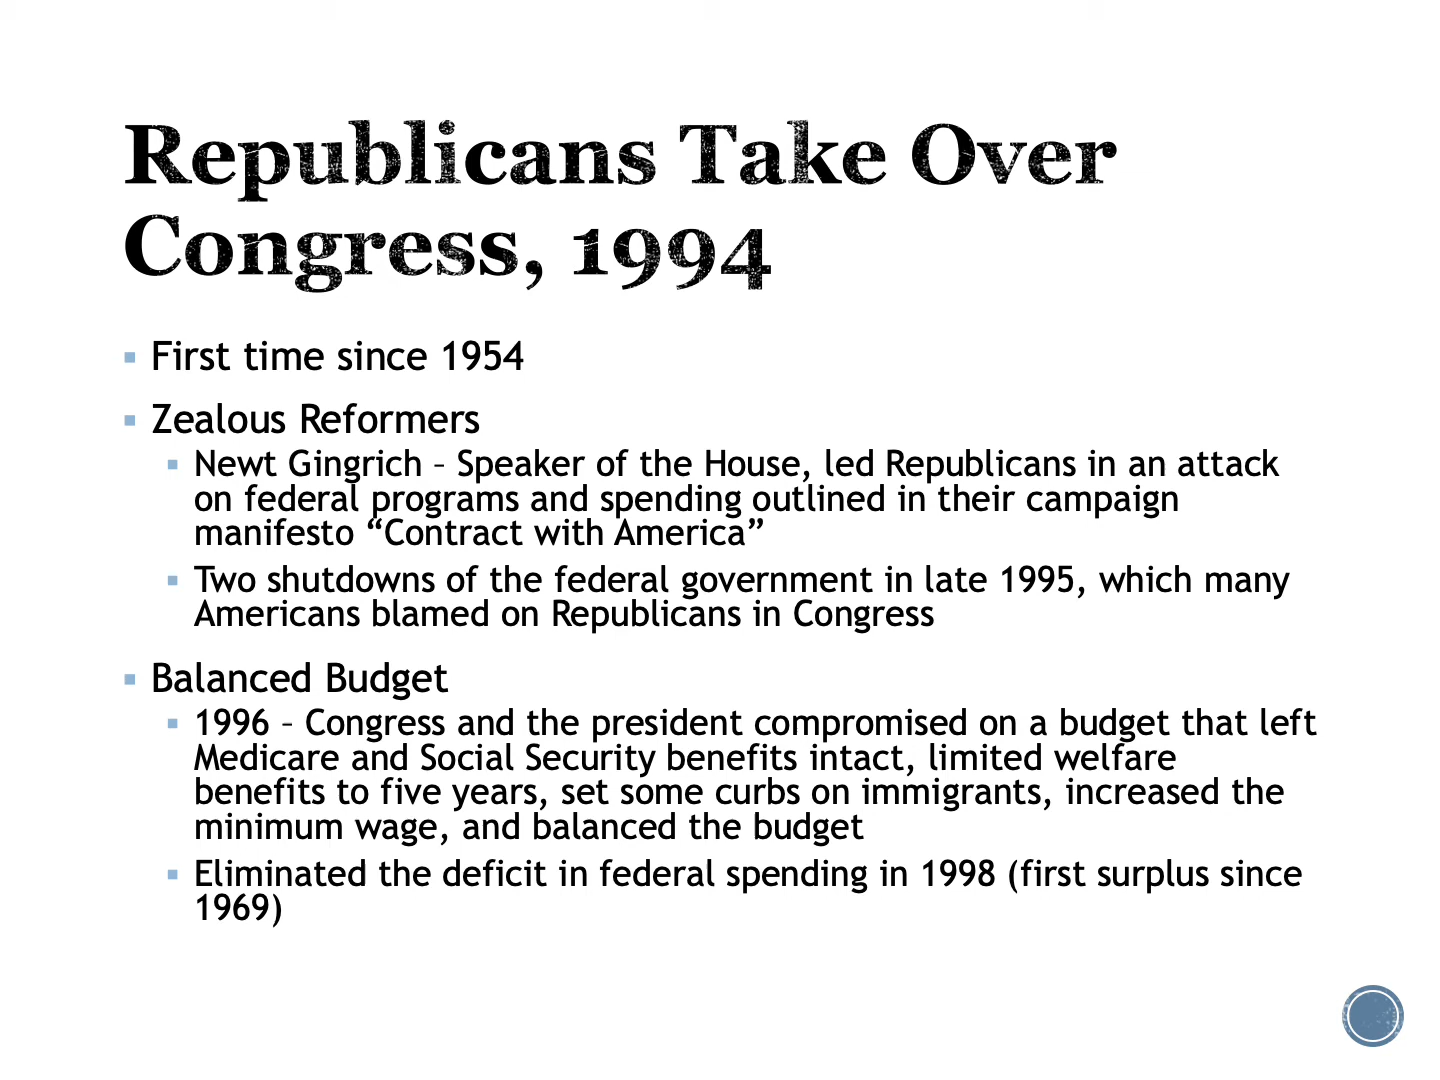 Republicans Take Over
Congress, 1994
▪ First time since 1954
▪ Zealous Reformers
▪ Newt Gingrich – Speaker of the House, led Republicans in an attack
on federal programs and spending outlined in their campaign
manifesto “Contract with America”
▪ Two shutdowns of the federal government in late 1995, which many
Americans blamed on Republicans in Congress
▪ Balanced Budget
▪ 1996 – Congress and the president compromised on a budget that left
Medicare and Social Security benefits intact, limited welfare
benefits to five years, set some curbs on immigrants, increased the
minimum wage, and balanced the budget
▪ Eliminated the deficit in federal spending in 1998 (first surplus since
1969)